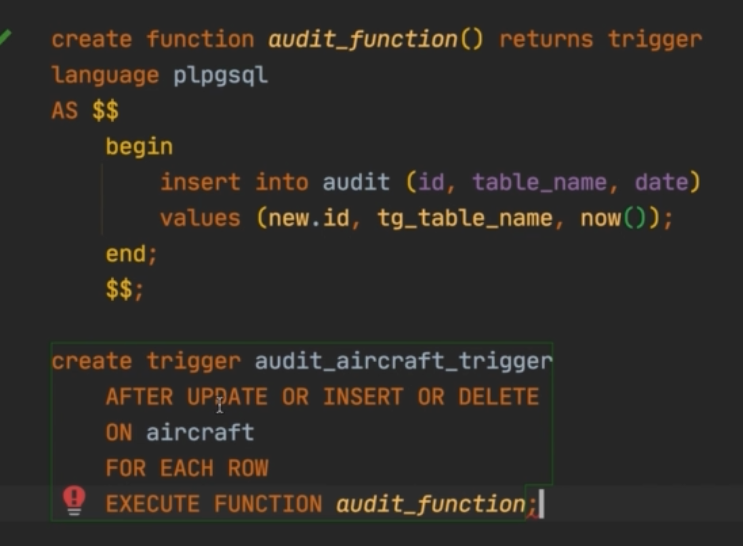 create function audit_function() returns trigger
language plpgsql
AS $$
begin
insert into audit (id, table_name, date)
values (new.id, tg_table_name, now());
end;
$$;
create trigger audit_aircraft_trigger
AFTER UPDATE OR INSERT OR DELETE
ON aircraft
FOR EACH ROW
EXECUTE FUNCTION audit_function;